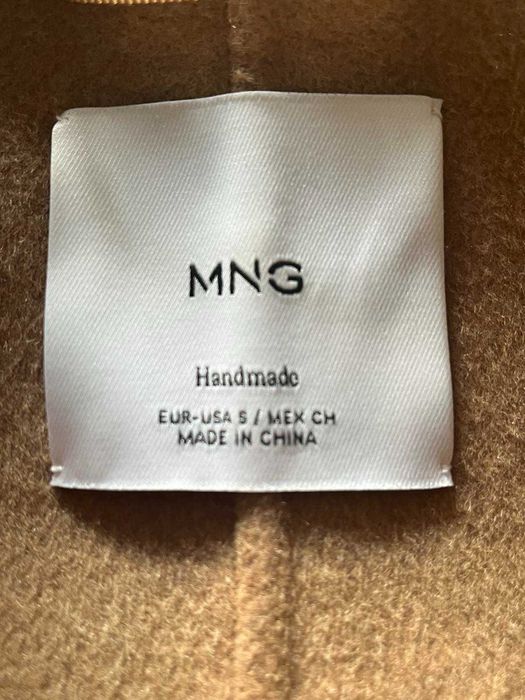 MNG
Handmade
EUR-USA S / MEX CH
MADE IN CHINA